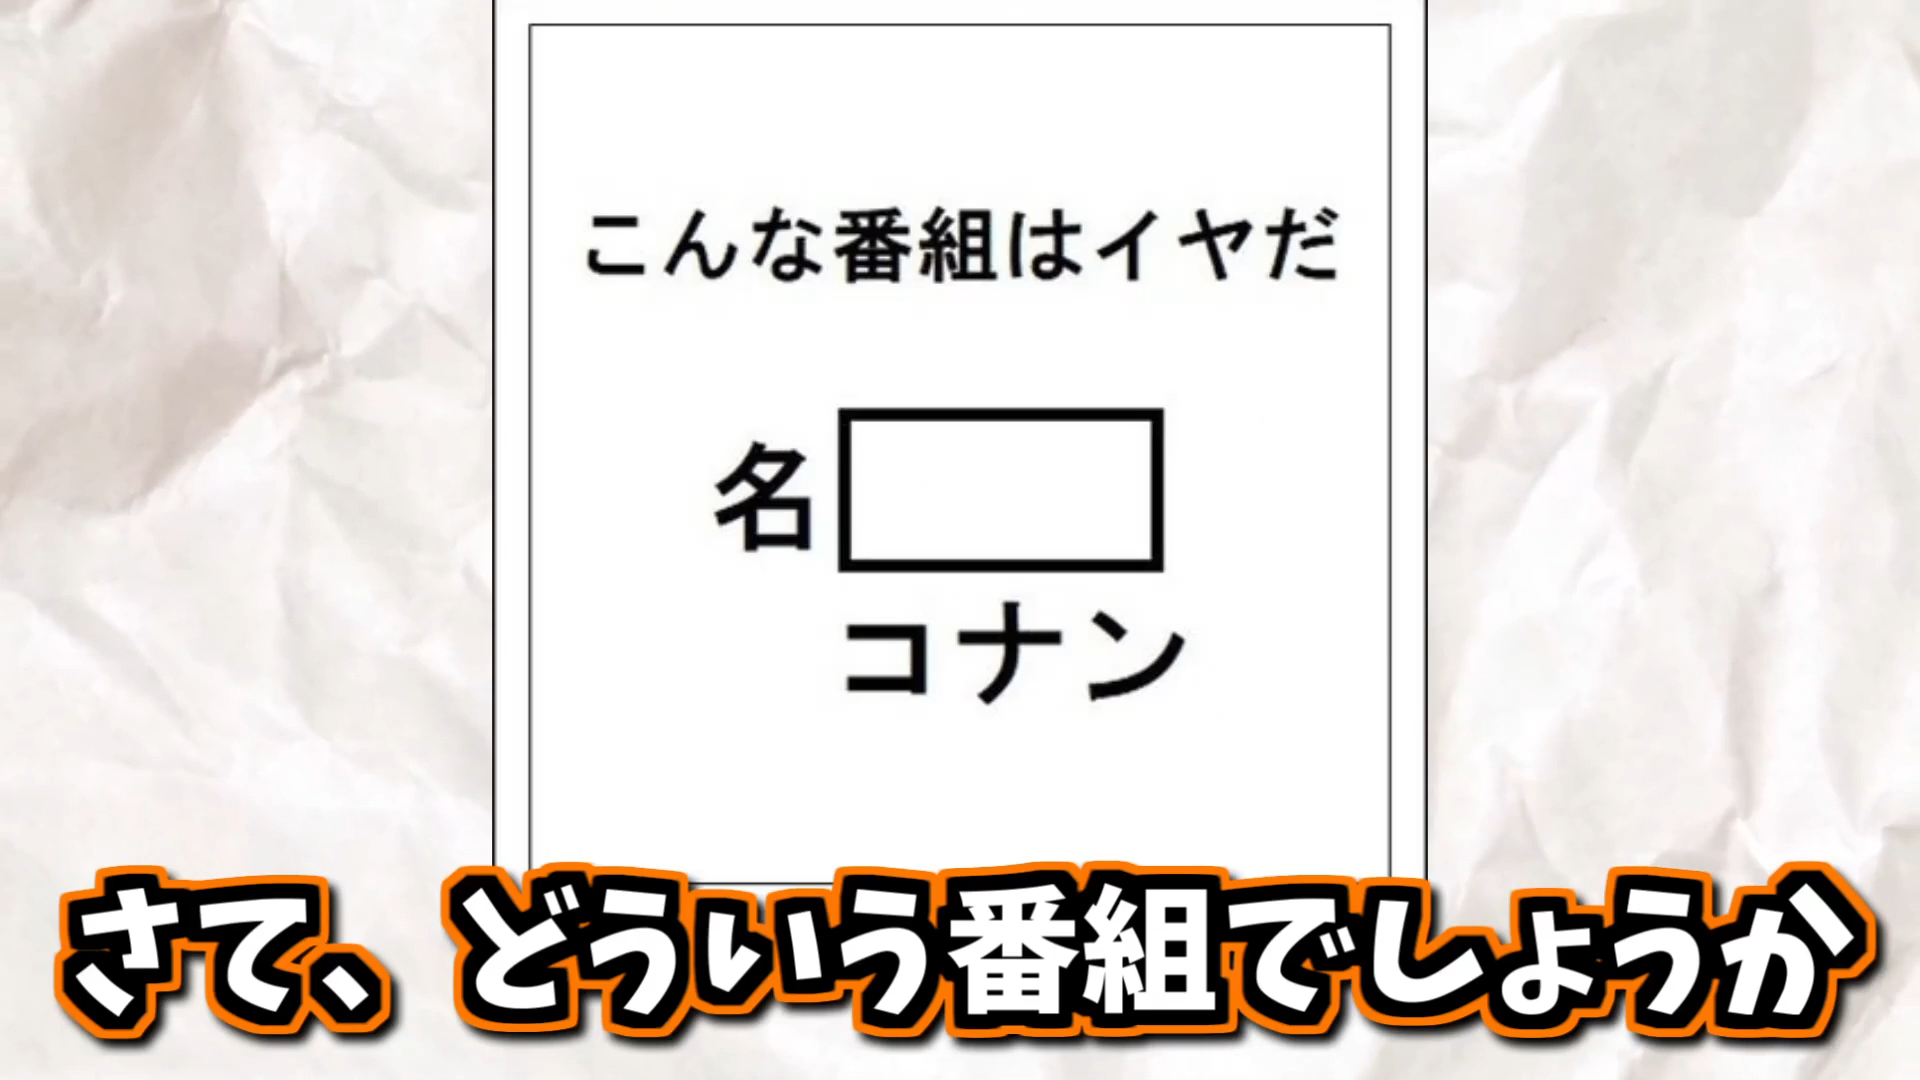 こんな番組はイヤだ
名
コナン
さて、どういう番組でしょうか